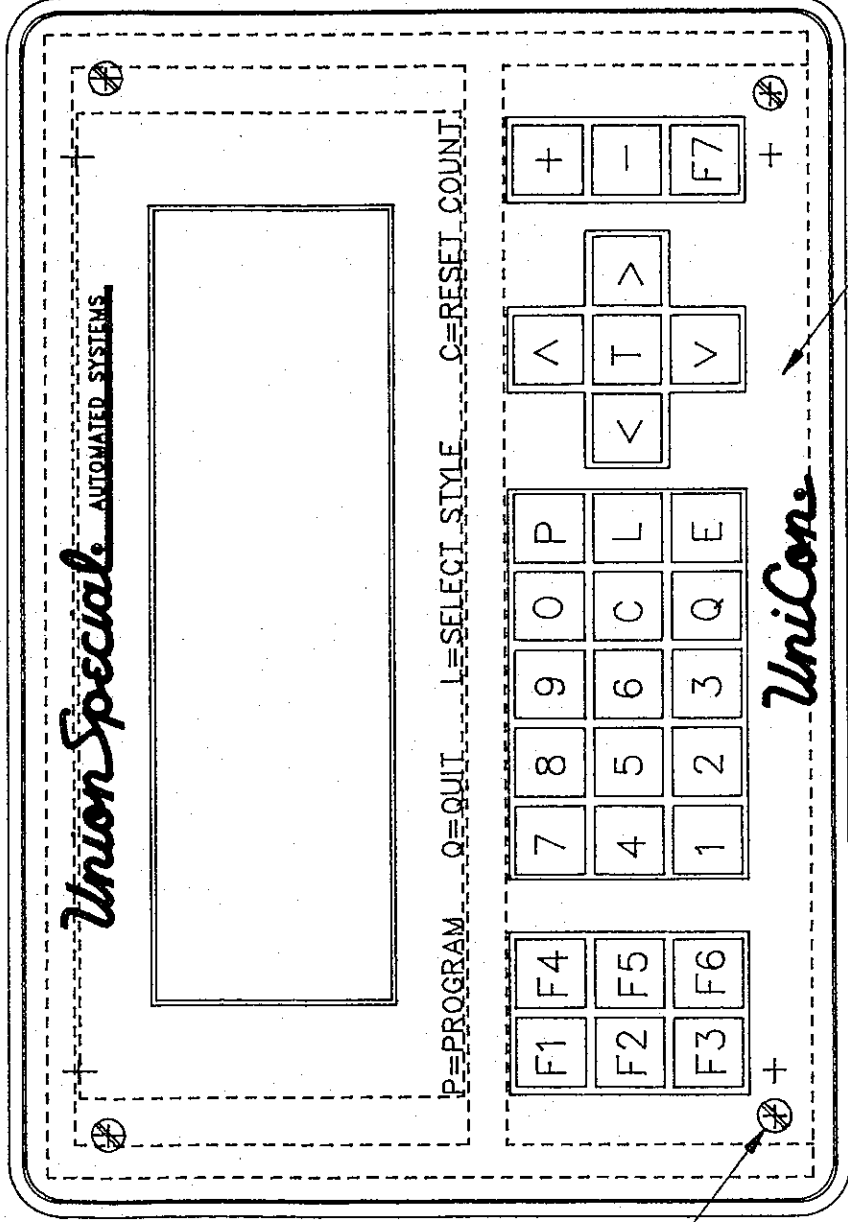 Union Special. AUTOMATED SYSTEMS
P=PROGRAM Q=QUIT L=SELECT STYLE C=RESET COUNT
F1 F4 7 8 9 0 P ^ +
F2 F5 4 5 6 C L < T > -
F3 F6 1 2 3 Q E V F7
UniCon.